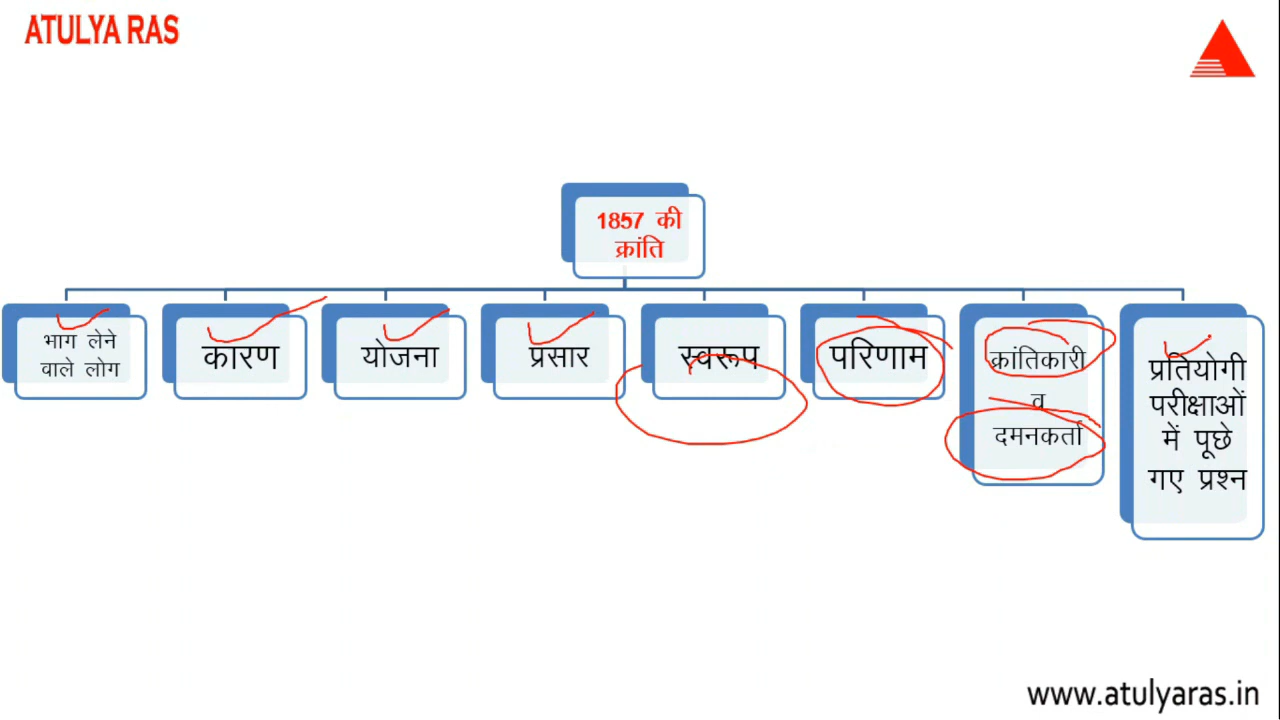 ATULYA RAS
1857 की
क्रांति
भाग लेने
वाले लोग
कारण
योजना
प्रसार
स्वरूप
परिणाम
क्रांतिकारी
व
दमनकर्ता
प्रतियोगी
परीक्षाओं
में पूछे
गए प्रश्न
www.atulyaras.in